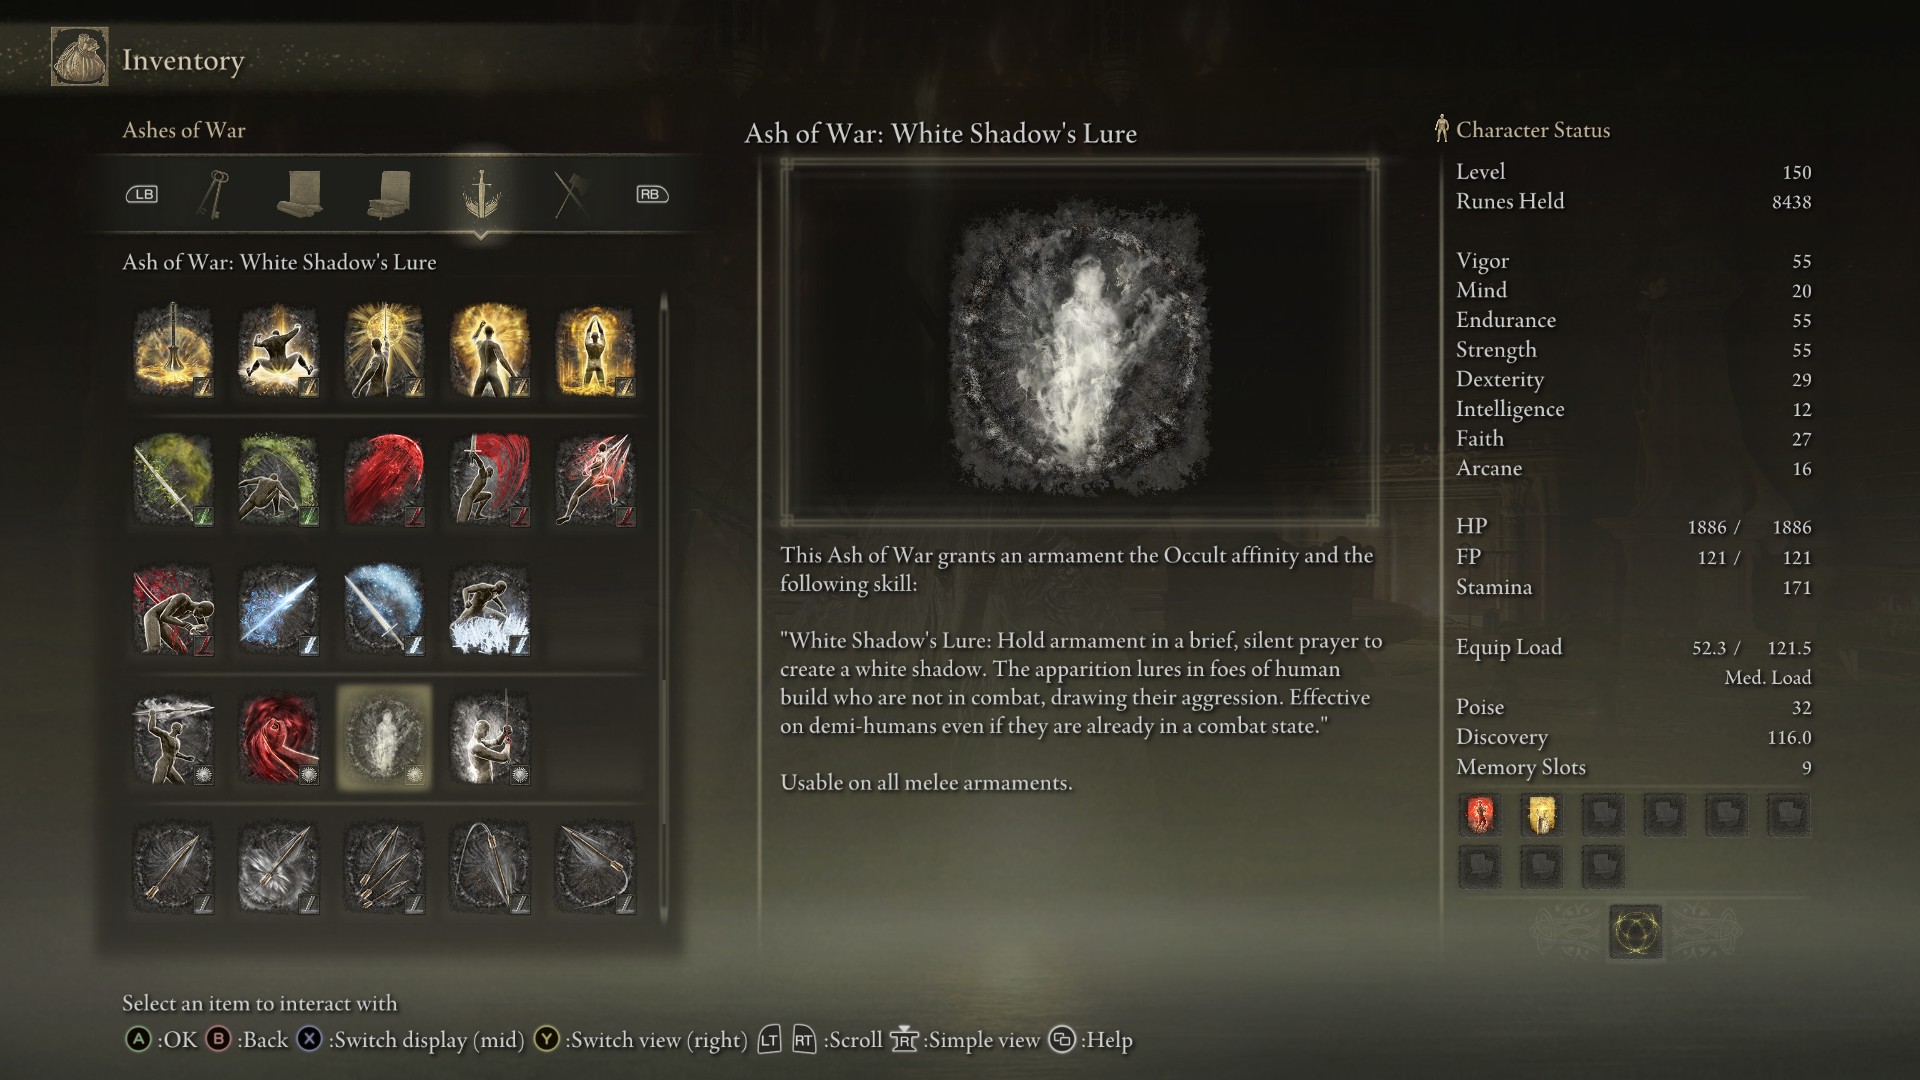 Inventory
Ashes of War
LB
RB
Ash of War: White Shadow's Lure
Ash of War: White Shadow's Lure
This Ash of War grants an armament the Occult affinity and the
following skill:
"White Shadow's Lure: Hold armament in a brief, silent prayer to
create a white shadow. The apparition lures in foes of human
build who are not in combat, drawing their aggression. Effective
on demi-humans even if they are already in a combat state."
Usable on all melee armaments.
Character Status
Level 150
Runes Held 8438
Vigor 55
Mind 20
Endurance 55
Strength 55
Dexterity 29
Intelligence 12
Faith 27
Arcane 16
HP 1886 / 1886
FP 121 / 121
Stamina 171
Equip Load 52.3 / 121.5
Med. Load
Poise 32
Discovery 116.0
Memory Slots 9
Select an item to interact with
A :OK B :Back X :Switch display (mid) Y :Switch view (right) LT RT :Scroll R :Simple view :Help